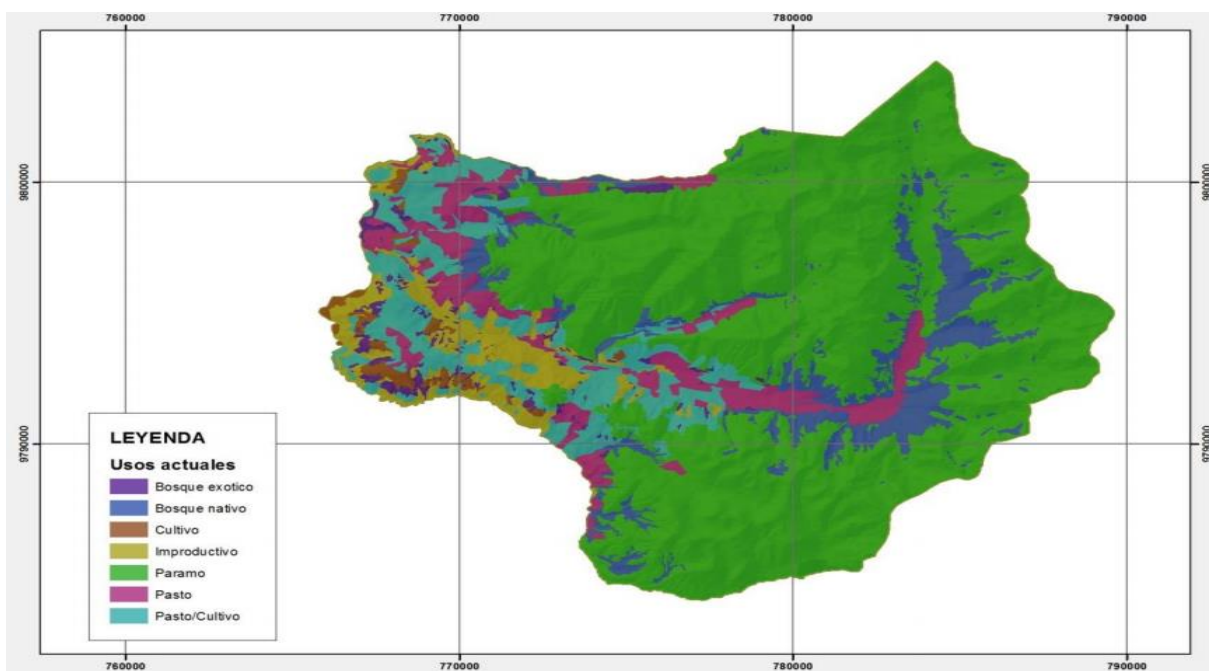 760000 770000 780000 790000
9800000 9800000
9790000 9790000
LEYENDA
Usos actuales
Bosque exotico
Bosque nativo
Cultivo
Improductivo
Paramo
Pasto
Pasto/Cultivo
760000 770000 780000 790000